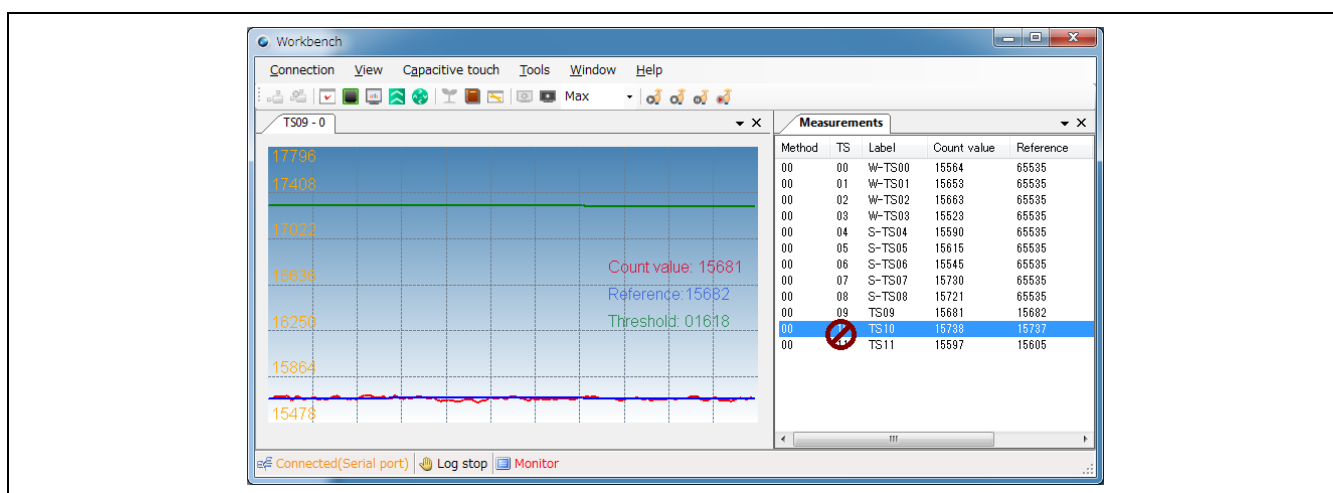 Workbench
Connection View Capacitive touch Tools Window Help
Max
TS09 - 0
17796
17408
17022
16636
16250
15864
15478
Count value: 15681
Reference:15682
Threshold: 01618
Measurements
Method TS Label Count value Reference
00 00 W-TS00 15564 65535
00 01 W-TS01 15653 65535
00 02 W-TS02 15663 65535
00 03 W-TS03 15523 65535
00 04 S-TS04 15590 65535
00 05 S-TS05 15615 65535
00 06 S-TS06 15545 65535
00 07 S-TS07 15730 65535
00 08 S-TS08 15721 65535
00 09 TS09 15681 15682
00 TS10 15738 15737
00 TS11 15597 15605
Connected(Serial port) Log stop Monitor